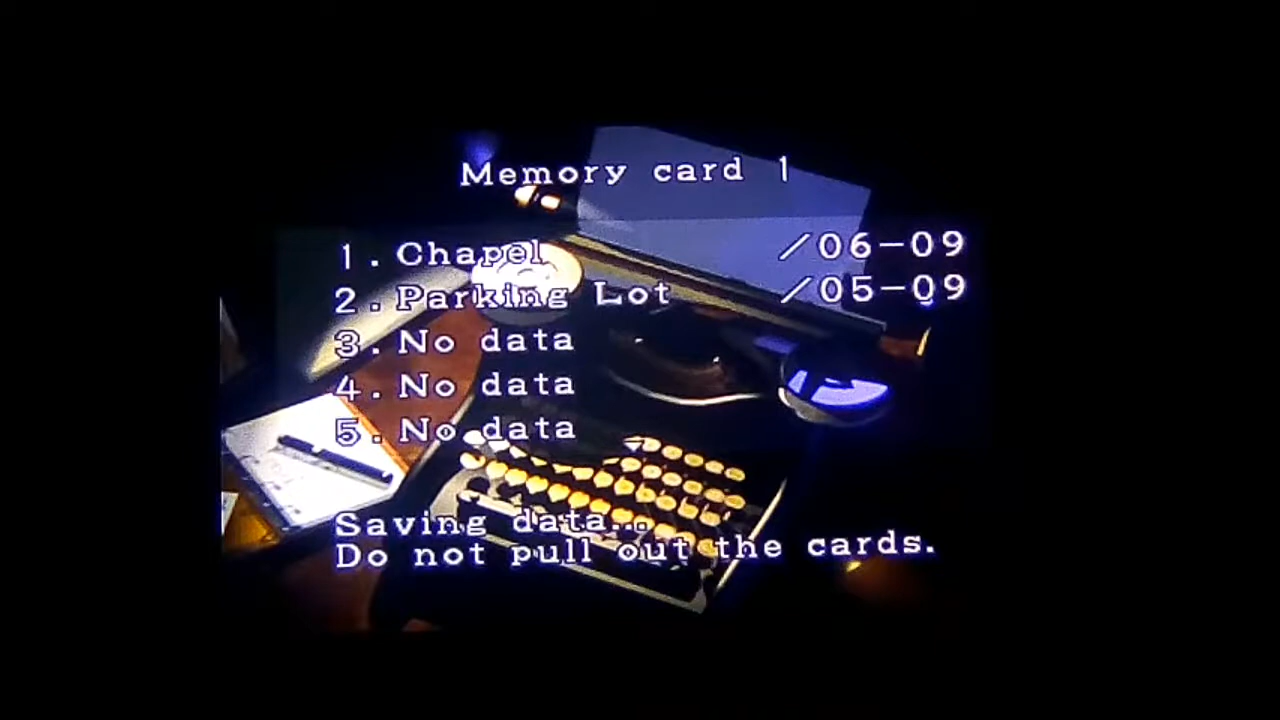 Memory card 1
1. Chapel /06-09
2. Parking Lot /05-09
3. No data
4. No data
5. No data
Saving data...
Do not pull out the cards.